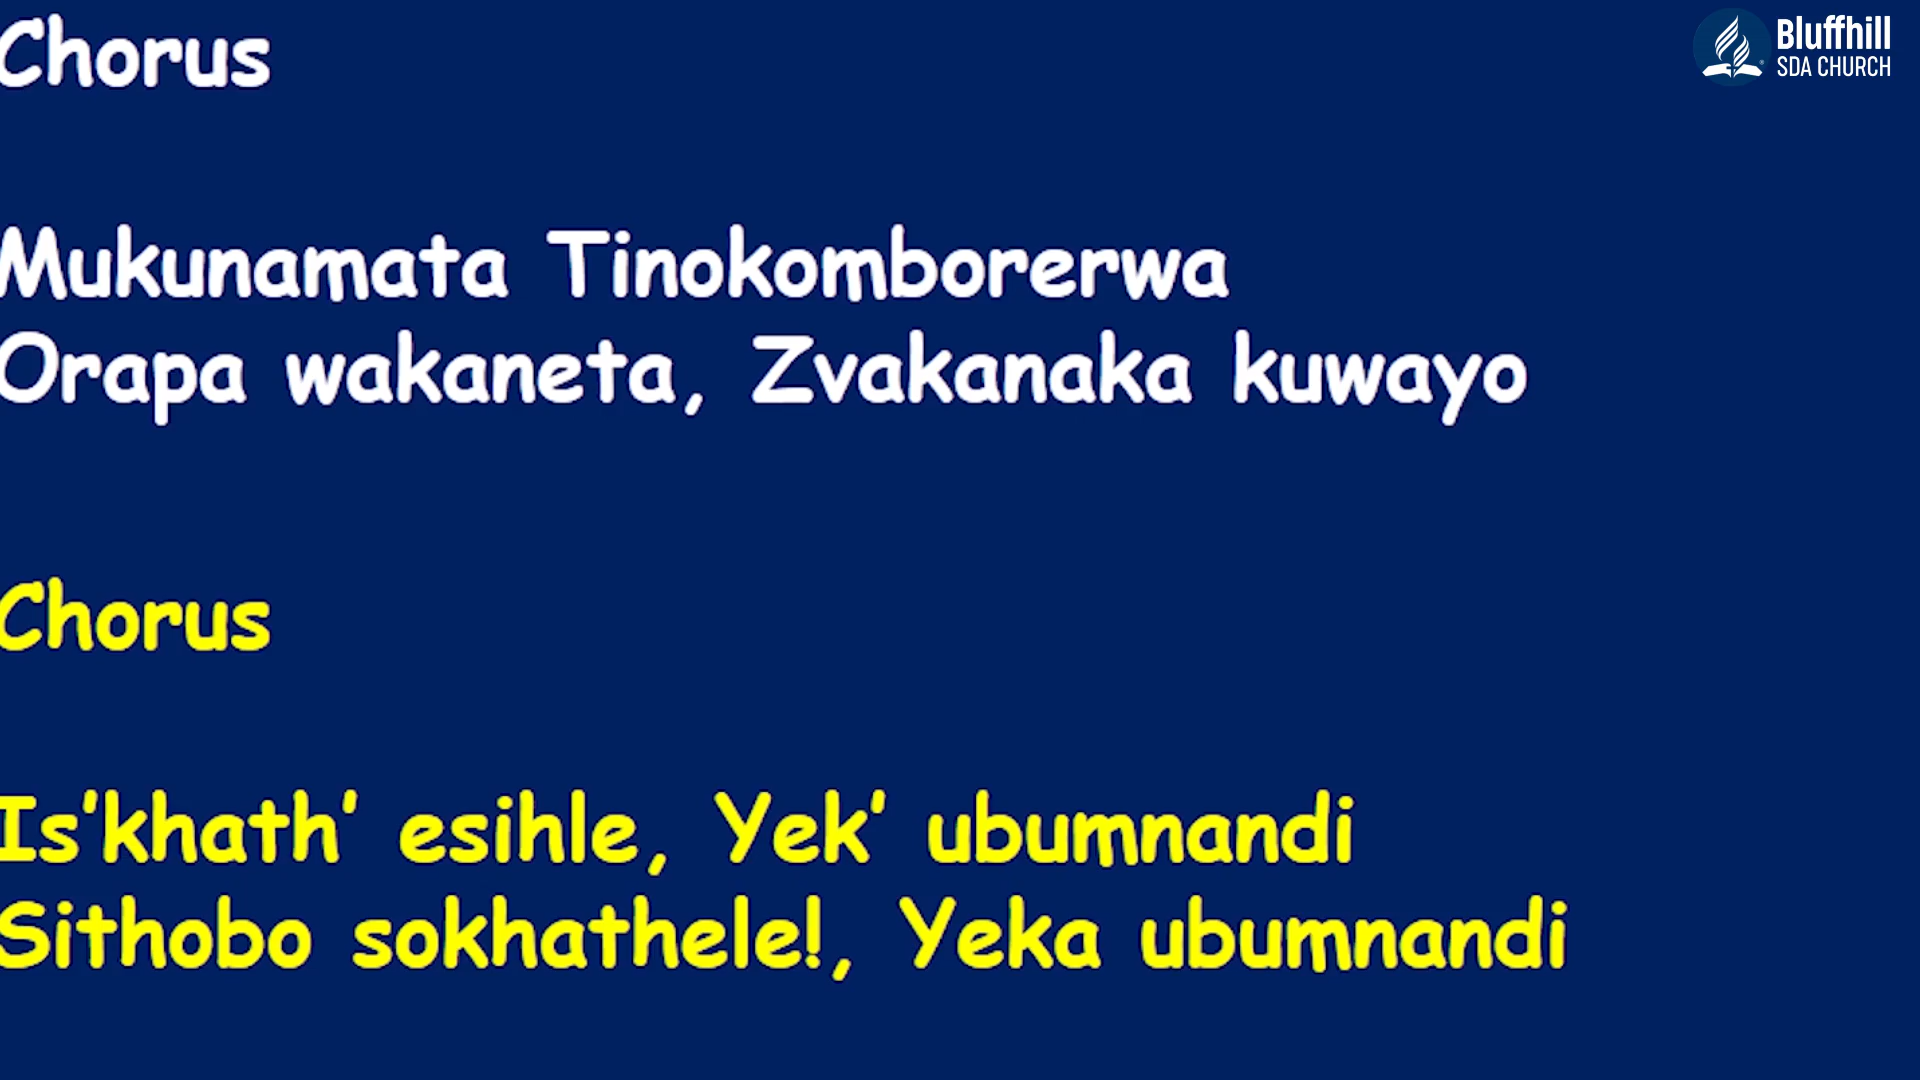 Chorus
Bluffhill
SDA CHURCH
Mukunamata Tinokomborerwa
Orapa wakaneta, Zvakanaka kuwayo
Chorus
Is'khath' esihle, Yek' ubumnandi
Sithobo sokhathele!, Yeka ubumnandi